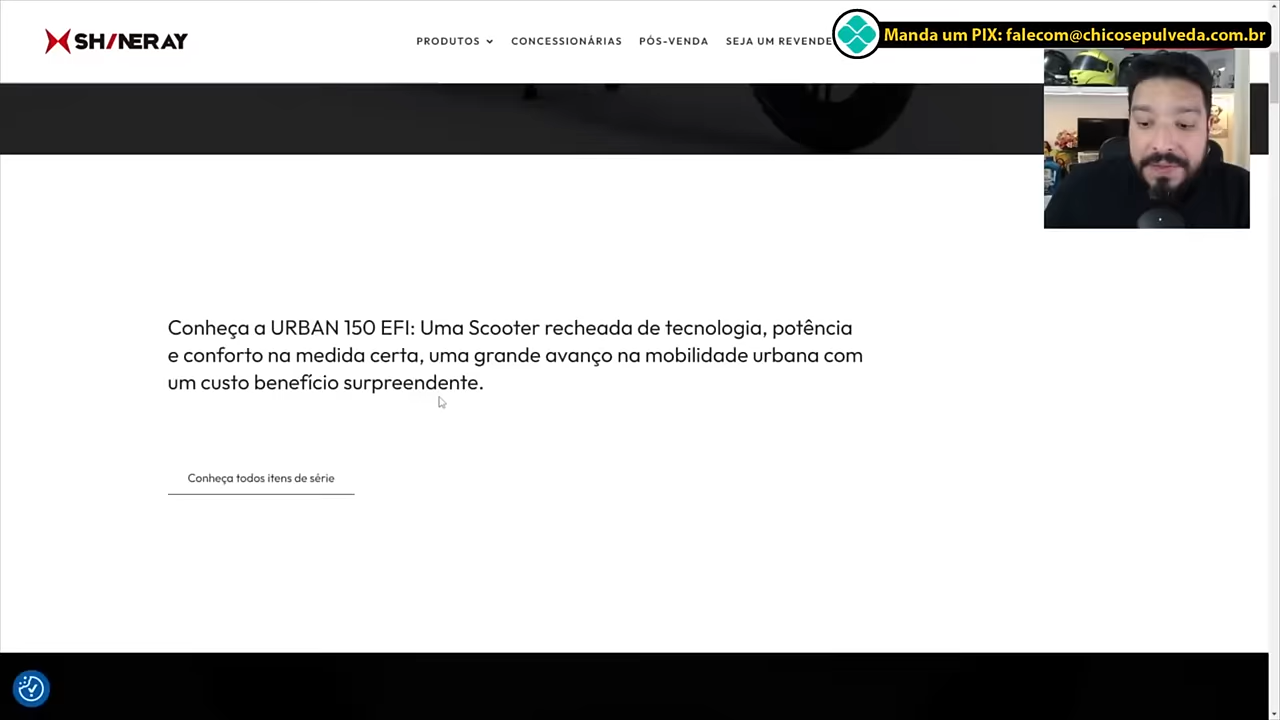 SHINERAY
PRODUTOS
CONCESSIONÁRIAS
PÓS-VENDA
SEJA UM REVENDE
Manda um PIX: falecom@chicosepulveda.com.br
Conheça a URBAN 150 EFI: Uma Scooter recheada de tecnologia, potência
e conforto na medida certa, uma grande avanço na mobilidade urbana com
um custo benefício surpreendente.
Conheça todos itens de série